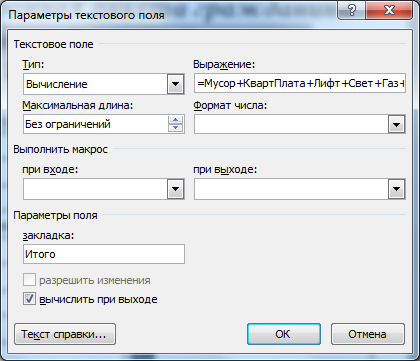 Параметры текстового поля
Текстовое поле
Тип: Выражение:
Вычисление =Мусор+КвартПлата+Лифт+Свет+Газ+
Максимальная длина: Формат числа:
Без ограничений
Выполнить макрос
при входе: при выходе:
Параметры поля
закладка:
Итого
разрешить изменения
вычислить при выходе
Текст справки... ОК Отмена